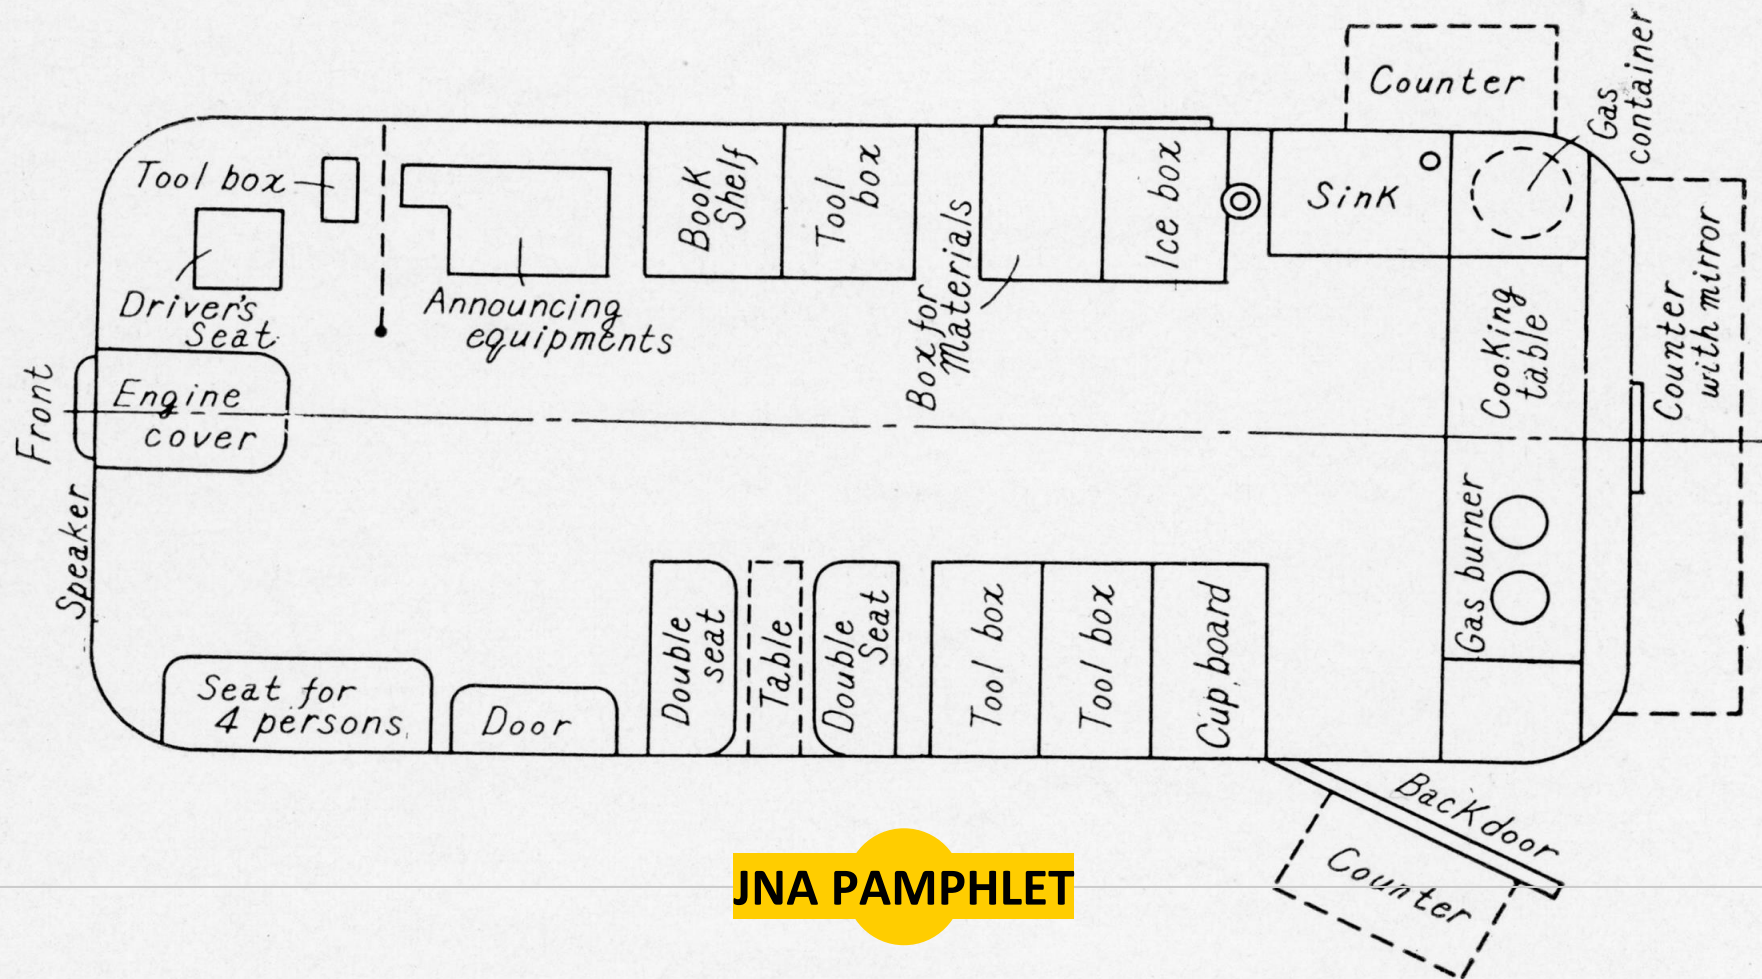 Counter
Gas
container
Tool box
Book
Shelf
Tool
box
Box for
Materials
Ice box
Sink
Driver's
Seat
Announcing
equipments
Cooking
table
Counter
with mirror
Front
Engine
cover
Speaker
Gas burner
Seat for
4 persons
Door
Double
seat
Table
Double
Seat
Tool box
Tool box
Cup board
Back door
Counter
JNA PAMPHLET